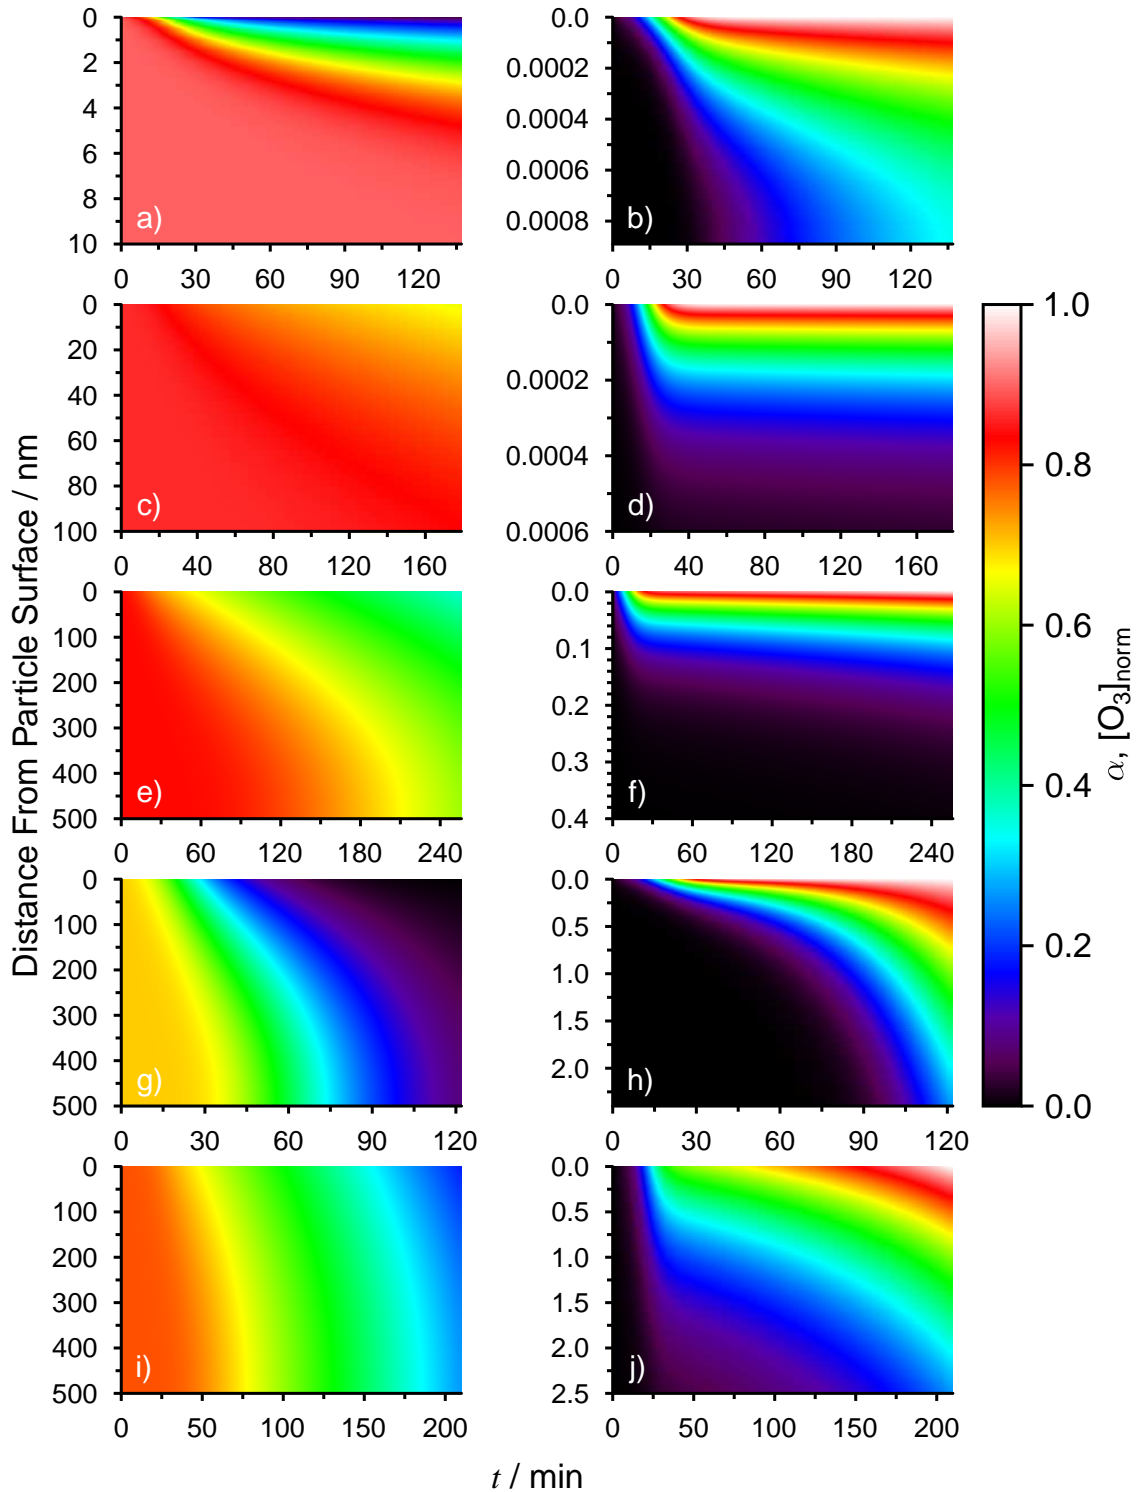 0
2
4
6
8
10
a)
0 30 60 90 120
0.0
0.0002
0.0004
0.0006
0.0008
b)
0 30 60 90 120
0
20
40
60
80
100
c)
0 40 80 120 160
0.0
0.0002
0.0004
0.0006
d)
0 40 80 120 160
0
100
200
300
400
500
e)
0 60 120 180 240
0.0
0.1
0.2
0.3
0.4
f)
0 60 120 180 240
0
100
200
300
400
500
g)
0 30 60 90 120
0.0
0.5
1.0
1.5
2.0
h)
0 30 60 90 120
0
100
200
300
400
500
i)
0 50 100 150 200
0.0
0.5
1.0
1.5
2.0
2.5
j)
0 50 100 150 200
Distance From Particle Surface / nm
t / min
1.0
0.8
0.6
0.4
0.2
0.0
α, [O₃]norm